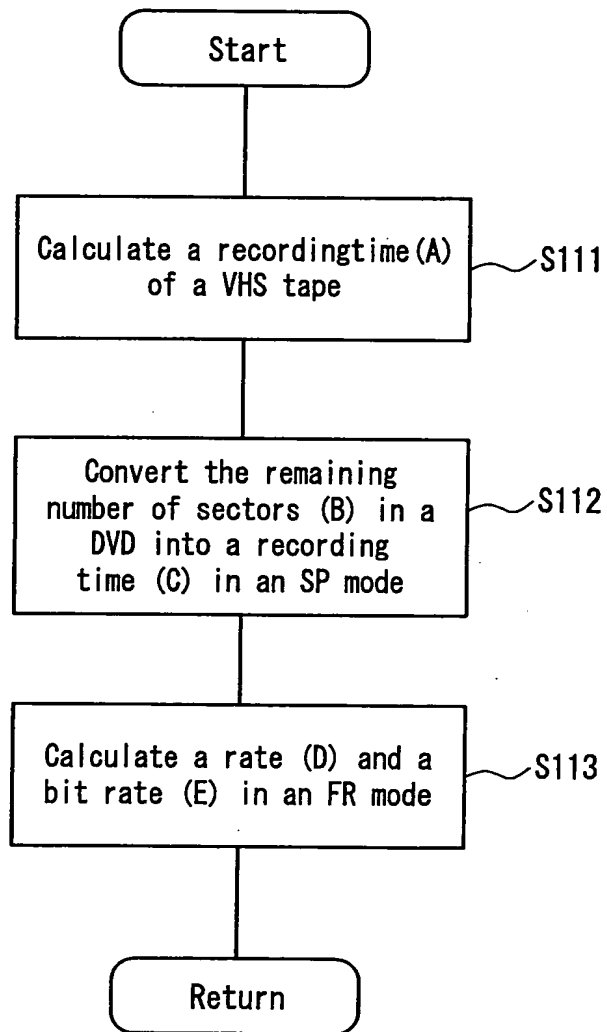 Start
Calculate a recordingtime(A)
of a VHS tape
S111
Convert the remaining
number of sectors (B) in a
DVD into a recording
time (C) in an SP mode
S112
Calculate a rate (D) and a
bit rate (E) in an FR mode
S113
Return